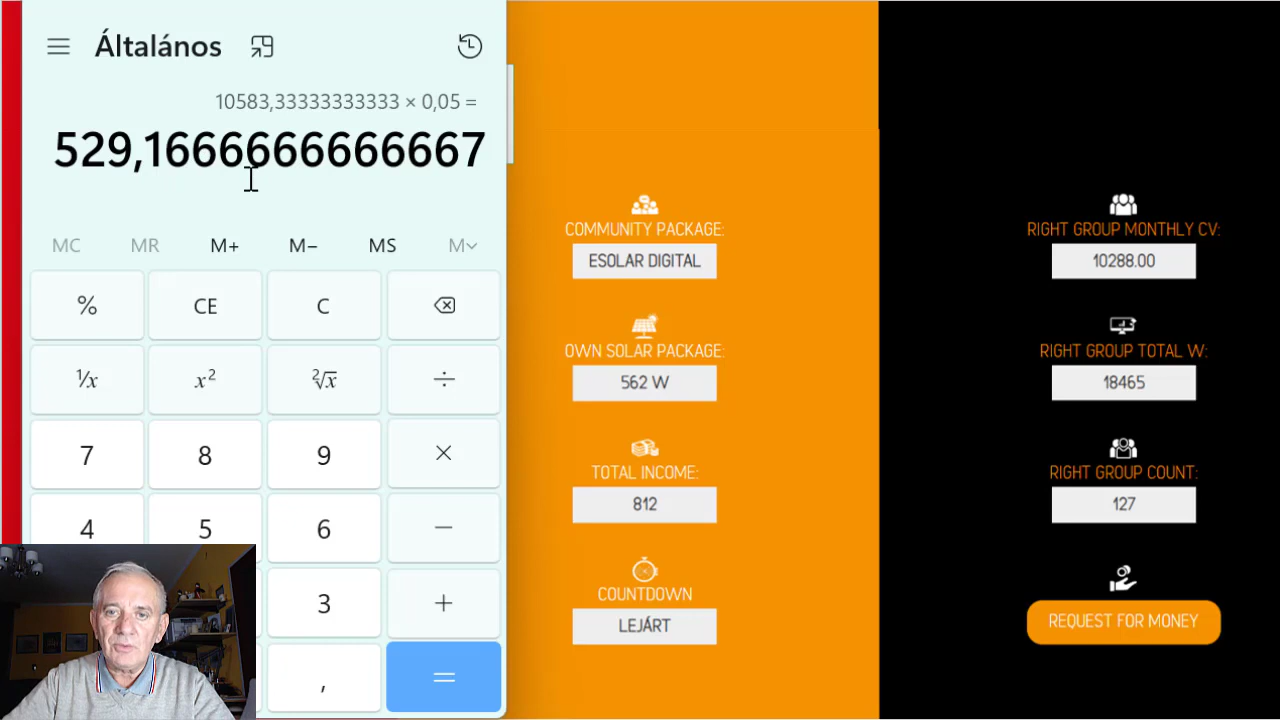 Általános
10583,33333333333 × 0,05 =
529,1666666666667
MC MR M+ M− MS M
% CE C
¹/x x² ²√x ÷
7 8 9 ×
4 5 6 −
3 +
, =
COMMUNITY PACKAGE:
ESOLAR DIGITAL
OWN SOLAR PACKAGE:
562 W
TOTAL INCOME:
812
COUNTDOWN
LEJÁRT
RIGHT GROUP MONTHLY CV:
10288.00
RIGHT GROUP TOTAL W:
18465
RIGHT GROUP COUNT:
127
REQUEST FOR MONEY